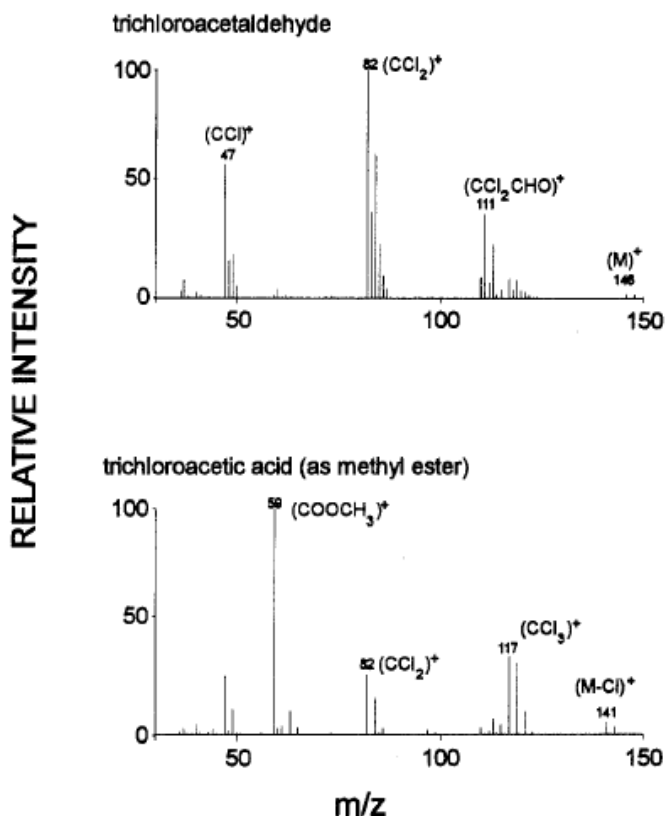 trichloroacetaldehyde
RELATIVE INTENSITY
100
50
0
50
100
150
(CCl)+
47
82 (CCl2)+
(CCl2CHO)+
111
(M)+
146
trichloroacetic acid (as methyl ester)
100
50
0
50
100
150
59 (COOCH3)+
82 (CCl2)+
(CCl3)+
117
(M-Cl)+
141
m/z